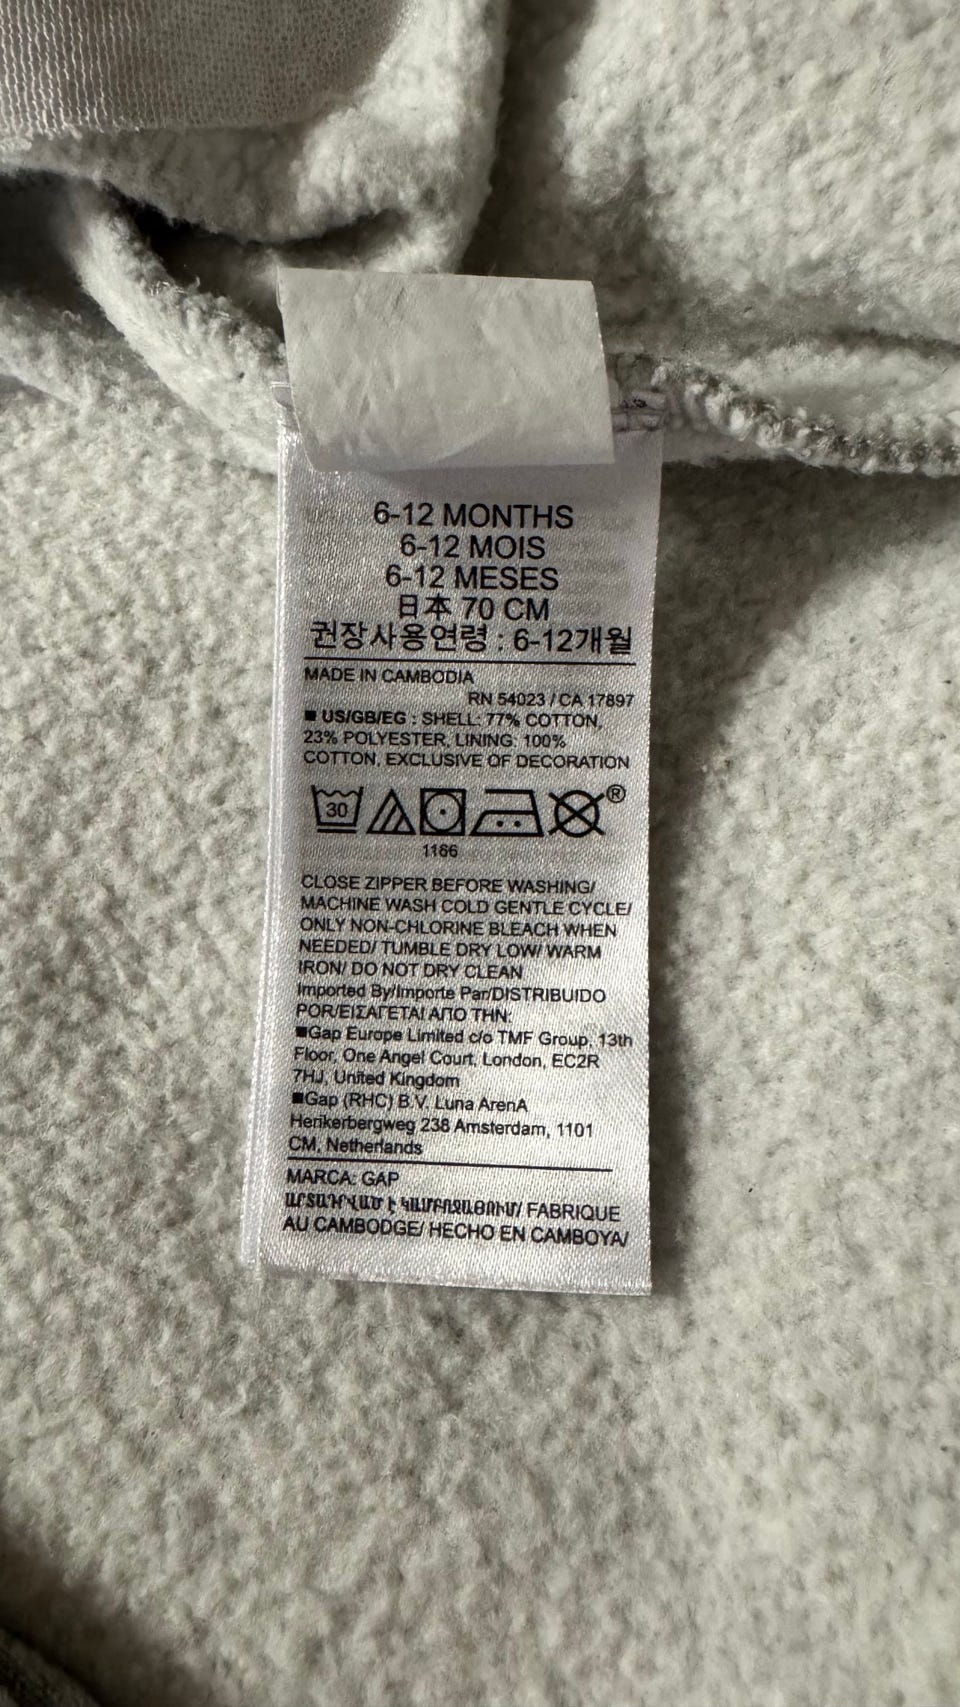 6-12 MONTHS
6-12 MOIS
6-12 MESES
日本 70 CM
권장사용연령 : 6-12개월
MADE IN CAMBODIA
RN 54023 / CA 17897
■ US/GB/EG : SHELL: 77% COTTON,
23% POLYESTER, LINING: 100%
COTTON, EXCLUSIVE OF DECORATION
30
®
1166
CLOSE ZIPPER BEFORE WASHING/
MACHINE WASH COLD GENTLE CYCLE/
ONLY NON-CHLORINE BLEACH WHEN
NEEDED/ TUMBLE DRY LOW/ WARM
IRON/ DO NOT DRY CLEAN
Imported By/Importe Par/DISTRIBUIDO
POR/ΕΙΣΑΓΕΤΑΙ ΑΠΟ ΤΗΝ:
■Gap Europe Limited c/o TMF Group, 13th
Floor, One Angel Court, London, EC2R
7HJ, United Kingdom
■Gap (RHC) B.V. Luna ArenA
Herikerbergweg 238 Amsterdam, 1101
CM, Netherlands
MARCA: GAP
ԱՐՏԱԴՐՎԱԾ Է ԿԱՄԲՈՋԱՅՈՒՄ/ FABRIQUE
AU CAMBODGE/ HECHO EN CAMBOYA/